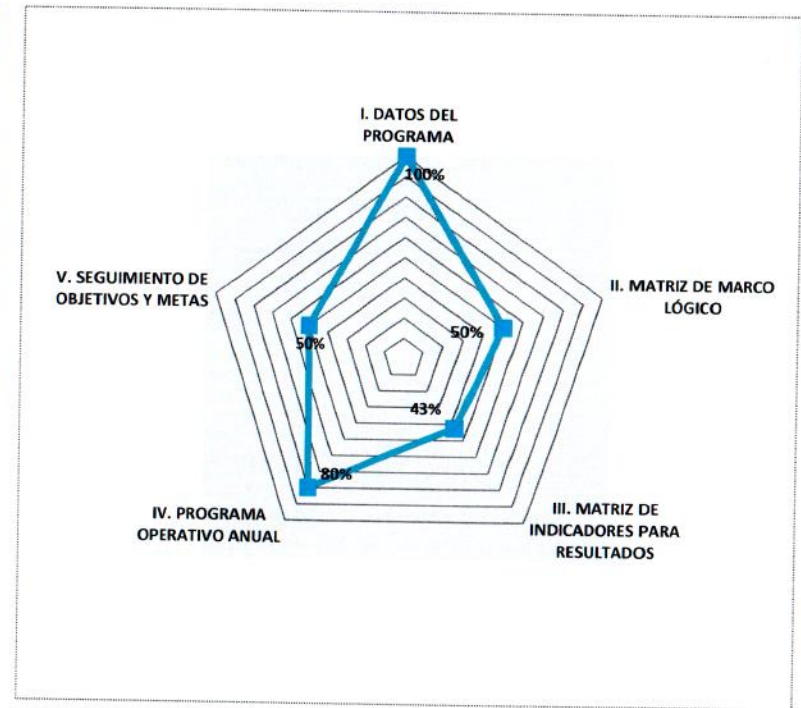 I. DATOS DEL
PROGRAMA
100%
II. MATRIZ DE MARCO
LÓGICO
50%
III. MATRIZ DE
INDICADORES PARA
RESULTADOS
43%
IV. PROGRAMA
OPERATIVO ANUAL
80%
V. SEGUIMIENTO DE
OBJETIVOS Y METAS
50%